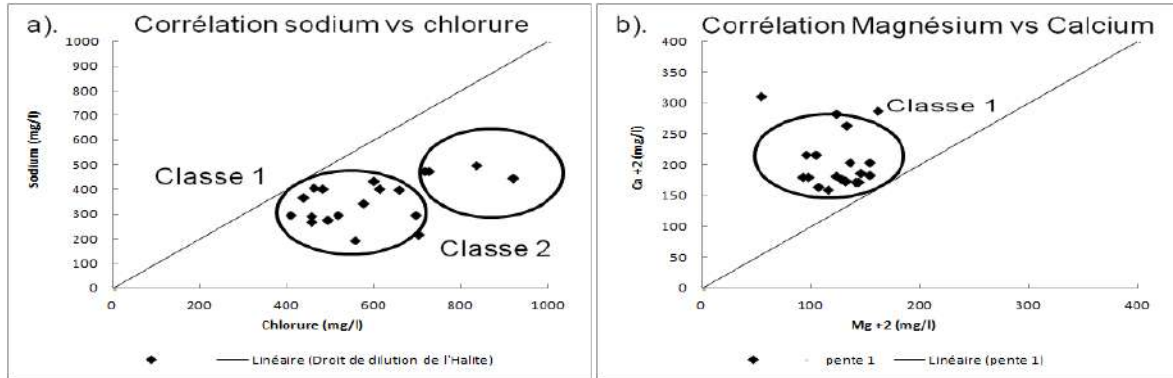 a). Corrélation sodium vs chlorure
1000
900
800
700
600
500
400
300
200
100
0
Sodium (mg/l)
Classe 1
Classe 2
0 200 400 600 800 1000
Chlorure (mg/l)
Linéaire (Droit de dilution de l'Halite)
b). Corrélation Magnésium vs Calcium
400
350
300
250
200
150
100
50
0
Ca +2 (mg/l)
Classe 1
0 100 200 300 400
Mg +2 (mg/l)
pente 1 Linéaire (pente 1)